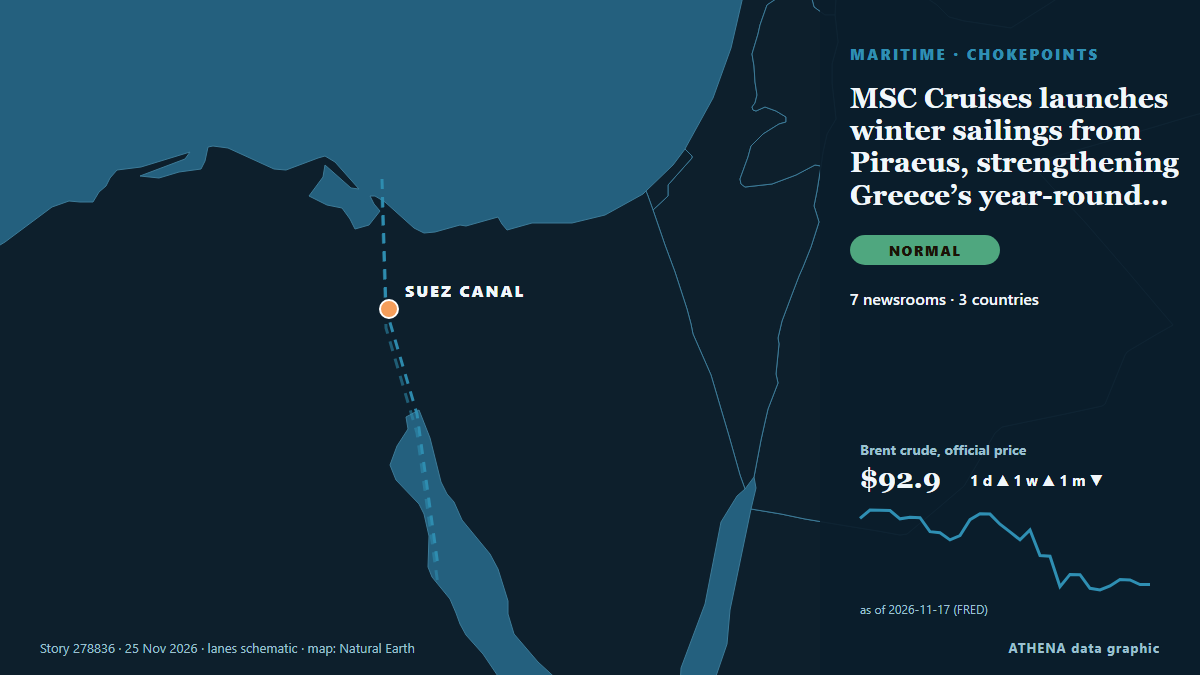 MARITIME · CHOKEPOINTS
MSC Cruises launches
winter sailings from
Piraeus, strengthening
Greece’s year-round…
NORMAL
7 newsrooms · 3 countries
SUEZ CANAL
Brent crude, official price
$92.9 1 d ▲ 1 w ▲ 1 m ▼
as of 2026-11-17 (FRED)
Story 278836 · 25 Nov 2026 · lanes schematic · map: Natural Earth
ATHENA data graphic